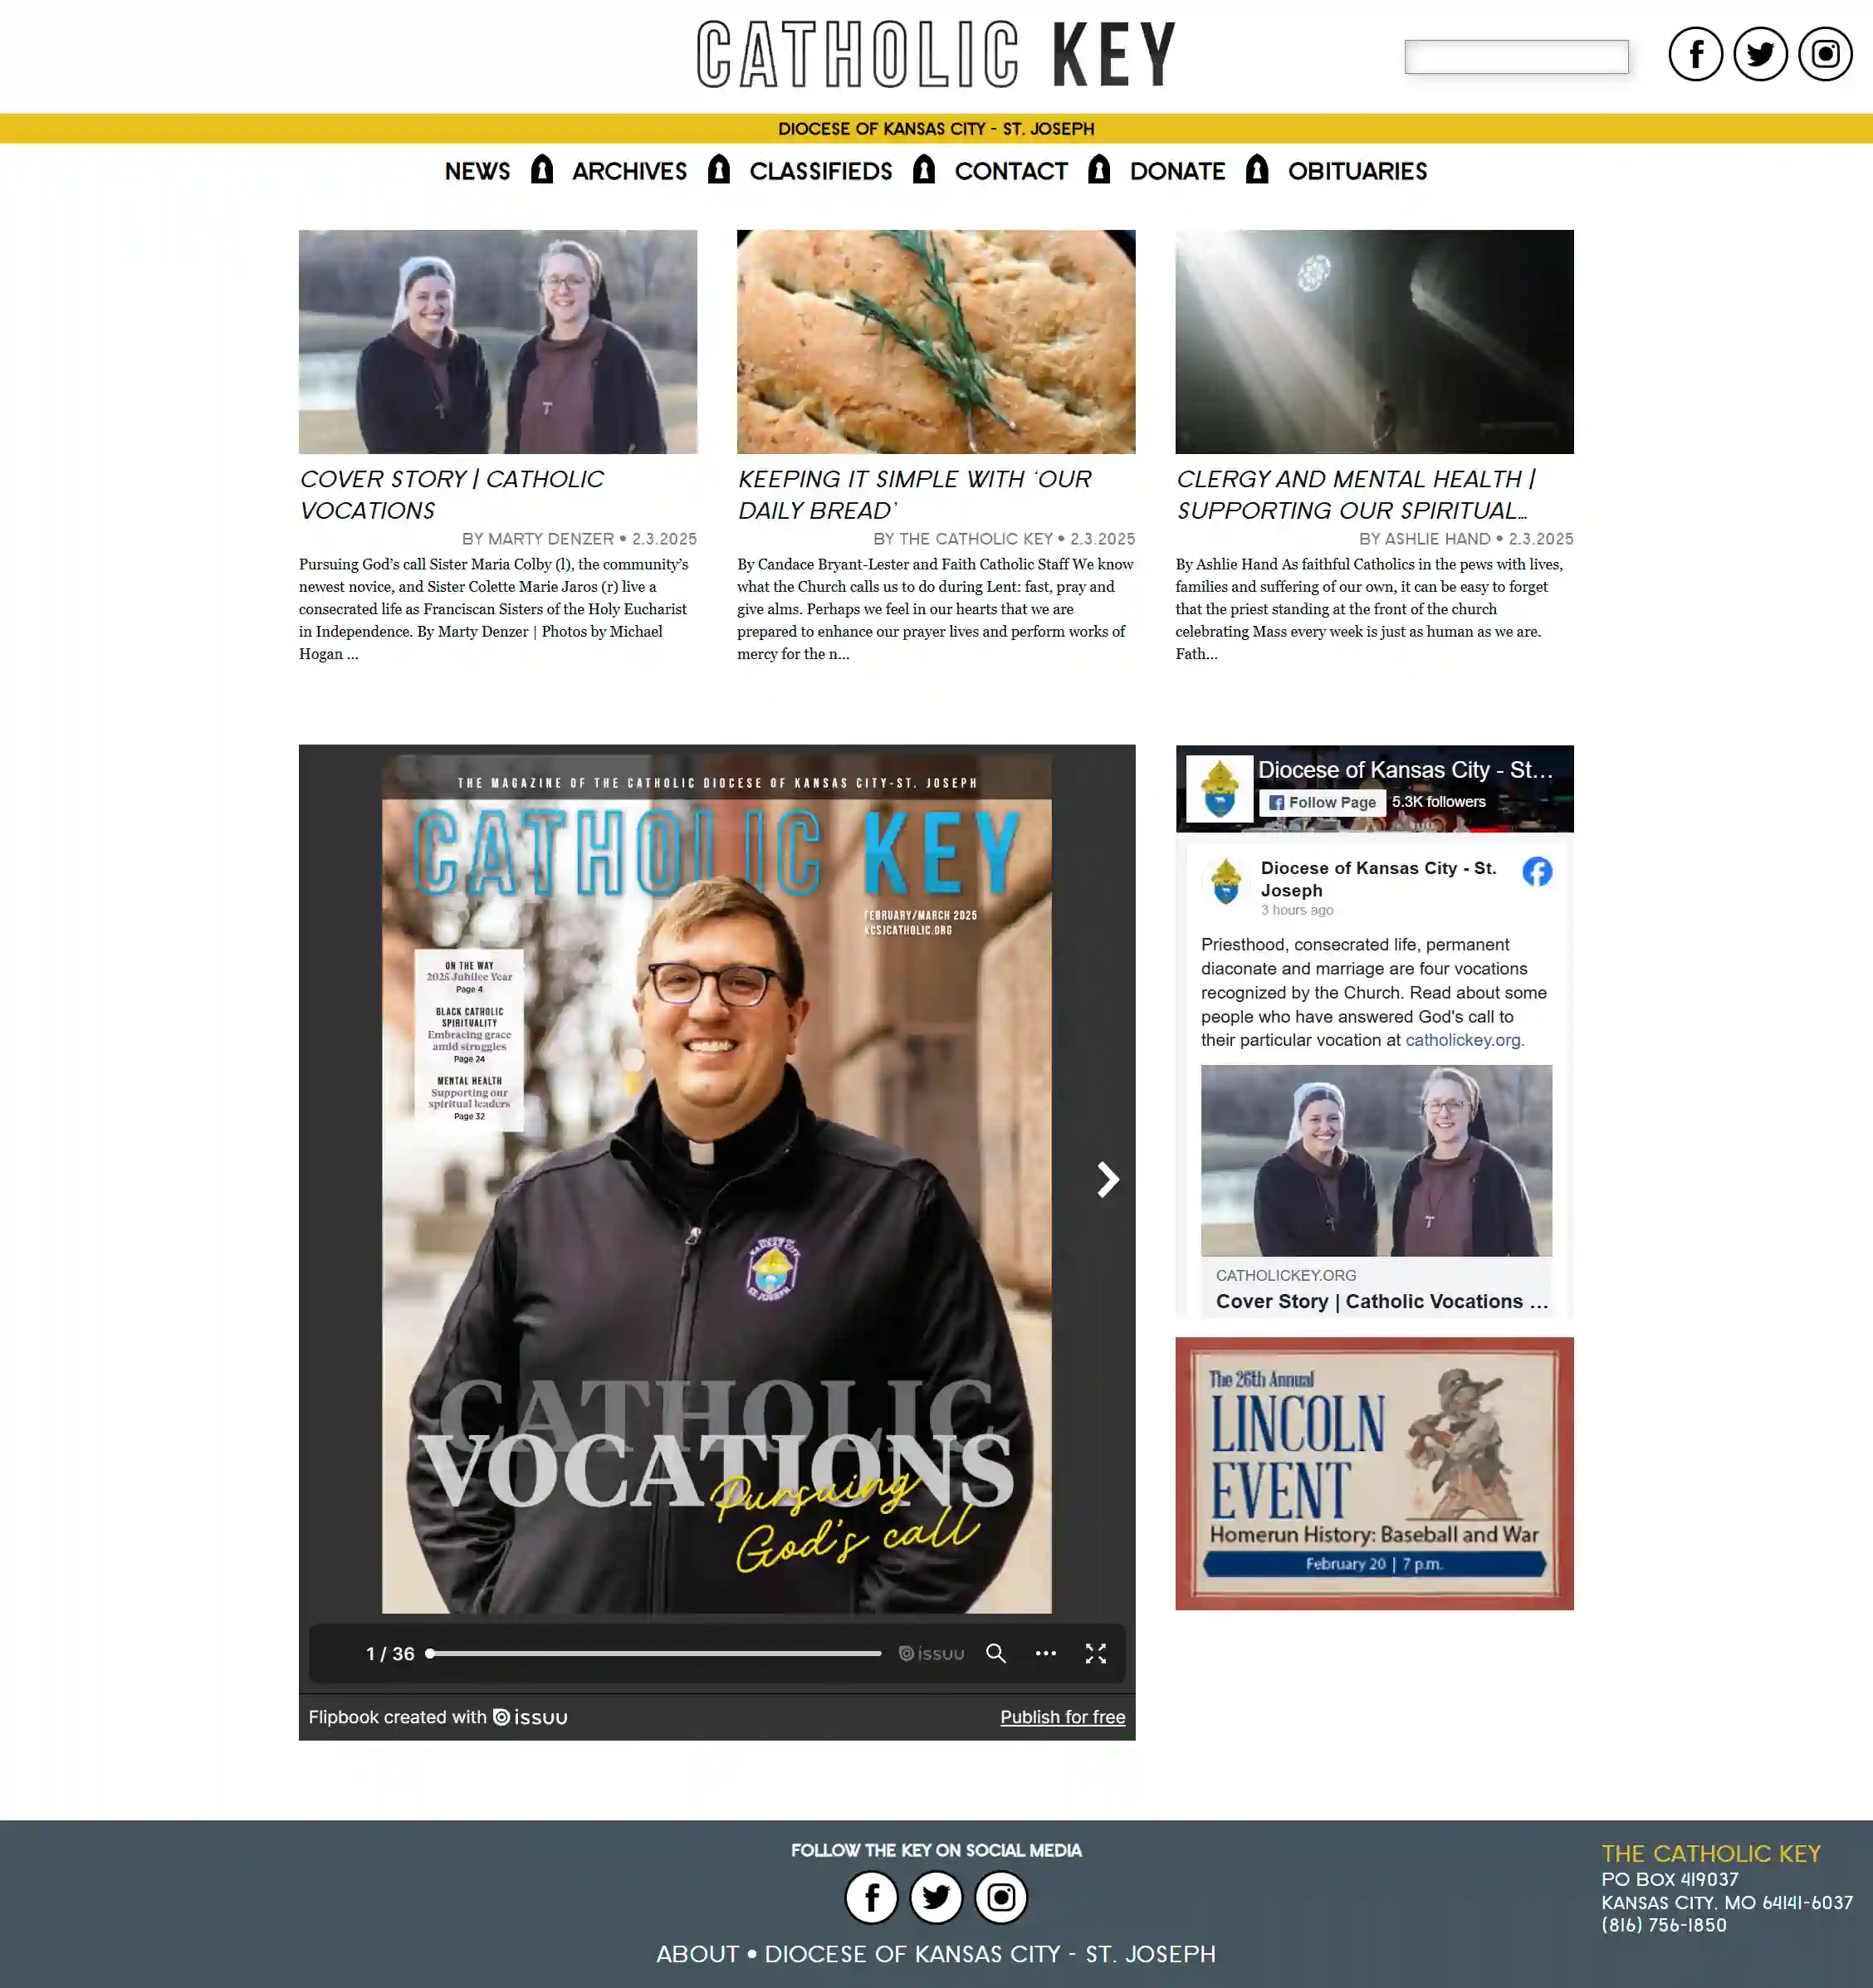 CATHOLIC KEY
DIOCESE OF KANSAS CITY - ST. JOSEPH
NEWS ARCHIVES CLASSIFIEDS CONTACT DONATE OBITUARIES
COVER STORY | CATHOLIC
VOCATIONS
BY MARTY DENZER • 2.3.2025
Pursuing God’s call Sister Maria Colby (l), the community’s
newest novice, and Sister Colette Marie Jaros (r) live a
consecrated life as Franciscan Sisters of the Holy Eucharist
in Independence. By Marty Denzer | Photos by Michael
Hogan ...
KEEPING IT SIMPLE WITH ‘OUR
DAILY BREAD’
BY THE CATHOLIC KEY • 2.3.2025
By Candace Bryant-Lester and Faith Catholic Staff We know
what the Church calls us to do during Lent: fast, pray and
give alms. Perhaps we feel in our hearts that we are
prepared to enhance our prayer lives and perform works of
mercy for the n...
CLERGY AND MENTAL HEALTH |
SUPPORTING OUR SPIRITUAL...
BY ASHLIE HAND • 2.3.2025
By Ashlie Hand As faithful Catholics in the pews with lives,
families and suffering of our own, it can be easy to forget
that the priest standing at the front of the church
celebrating Mass every week is just as human as we are.
Fath...
THE MAGAZINE OF THE CATHOLIC DIOCESE OF KANSAS CITY-ST. JOSEPH
CATHOLIC KEY
FEBRUARY/MARCH 2025
KCSJCATHOLIC.ORG
ON THE WAY
2025 Jubilee Year
Page 4
BLACK CATHOLIC
SPIRITUALITY
Embracing grace
amid struggles
Page 24
MENTAL HEALTH
Supporting our
spiritual leaders
Page 32
KANSAS CITY
ST. JOSEPH
CATHOLIC
VOCATIONS
Pursuing
God's call
1 / 36
issuu
Flipbook created with issuu
Publish for free
Diocese of Kansas City - St...
Follow Page
5.3K followers
Diocese of Kansas City - St.
Joseph
3 hours ago
Priesthood, consecrated life, permanent
diaconate and marriage are four vocations
recognized by the Church. Read about some
people who have answered God's call to
their particular vocation at catholickey.org.
CATHOLICKEY.ORG
Cover Story | Catholic Vocations ...
The 26th Annual
LINCOLN
EVENT
Homerun History: Baseball and War
February 20 | 7 p.m.
FOLLOW THE KEY ON SOCIAL MEDIA
ABOUT • DIOCESE OF KANSAS CITY - ST. JOSEPH
THE CATHOLIC KEY
PO BOX 419037
KANSAS CITY, MO 64141-6037
(816) 756-1850